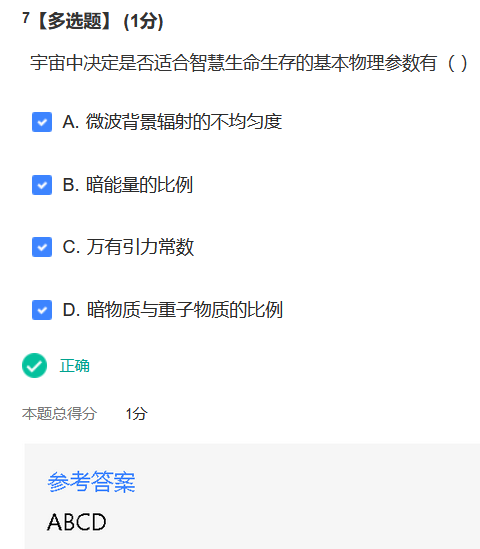 7【多选题】 (1分)
宇宙中决定是否适合智慧生命生存的基本物理参数有（ ）
A. 微波背景辐射的不均匀度
B. 暗能量的比例
C. 万有引力常数
D. 暗物质与重子物质的比例
正确
本题总得分 1分
参考答案
ABCD